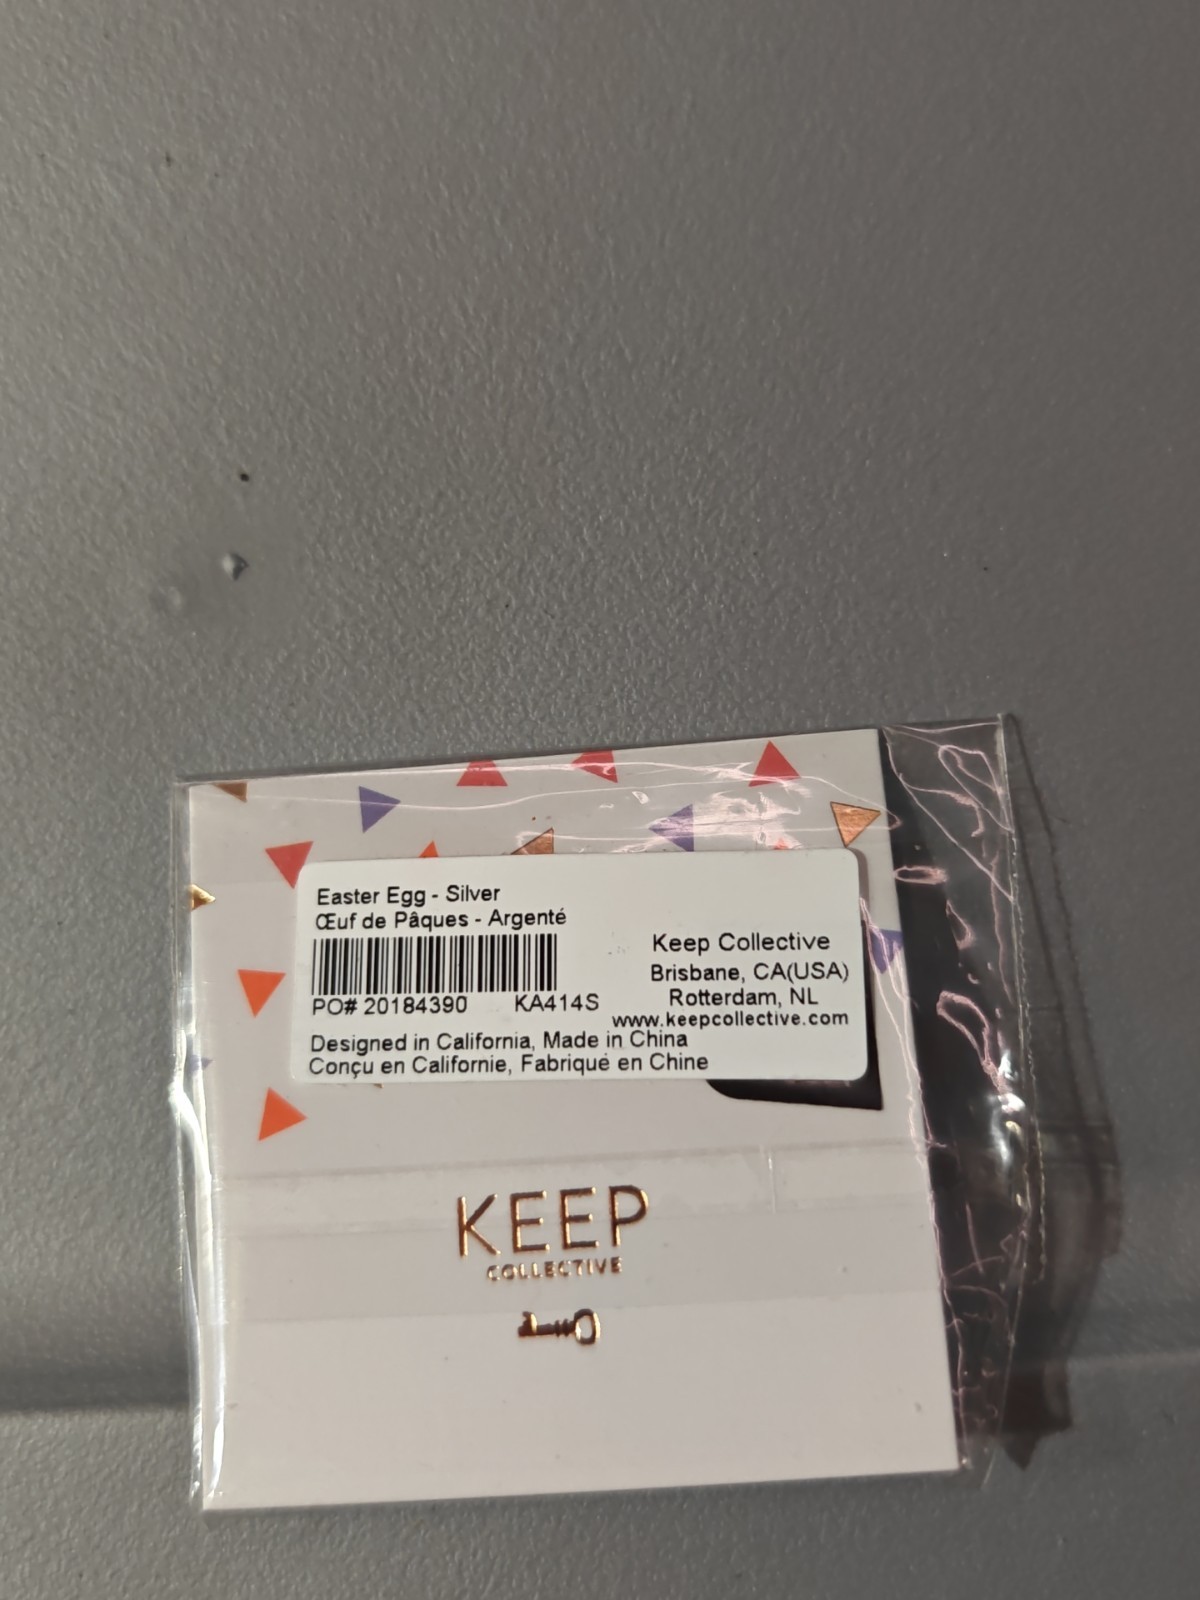 Easter Egg - Silver
Œuf de Pâques - Argenté
PO# 20184390 KA414S
Keep Collective
Brisbane, CA(USA)
Rotterdam, NL
www.keepcollective.com
Designed in California, Made in China
Conçu en Californie, Fabriqué en Chine
KEEP
COLLECTIVE